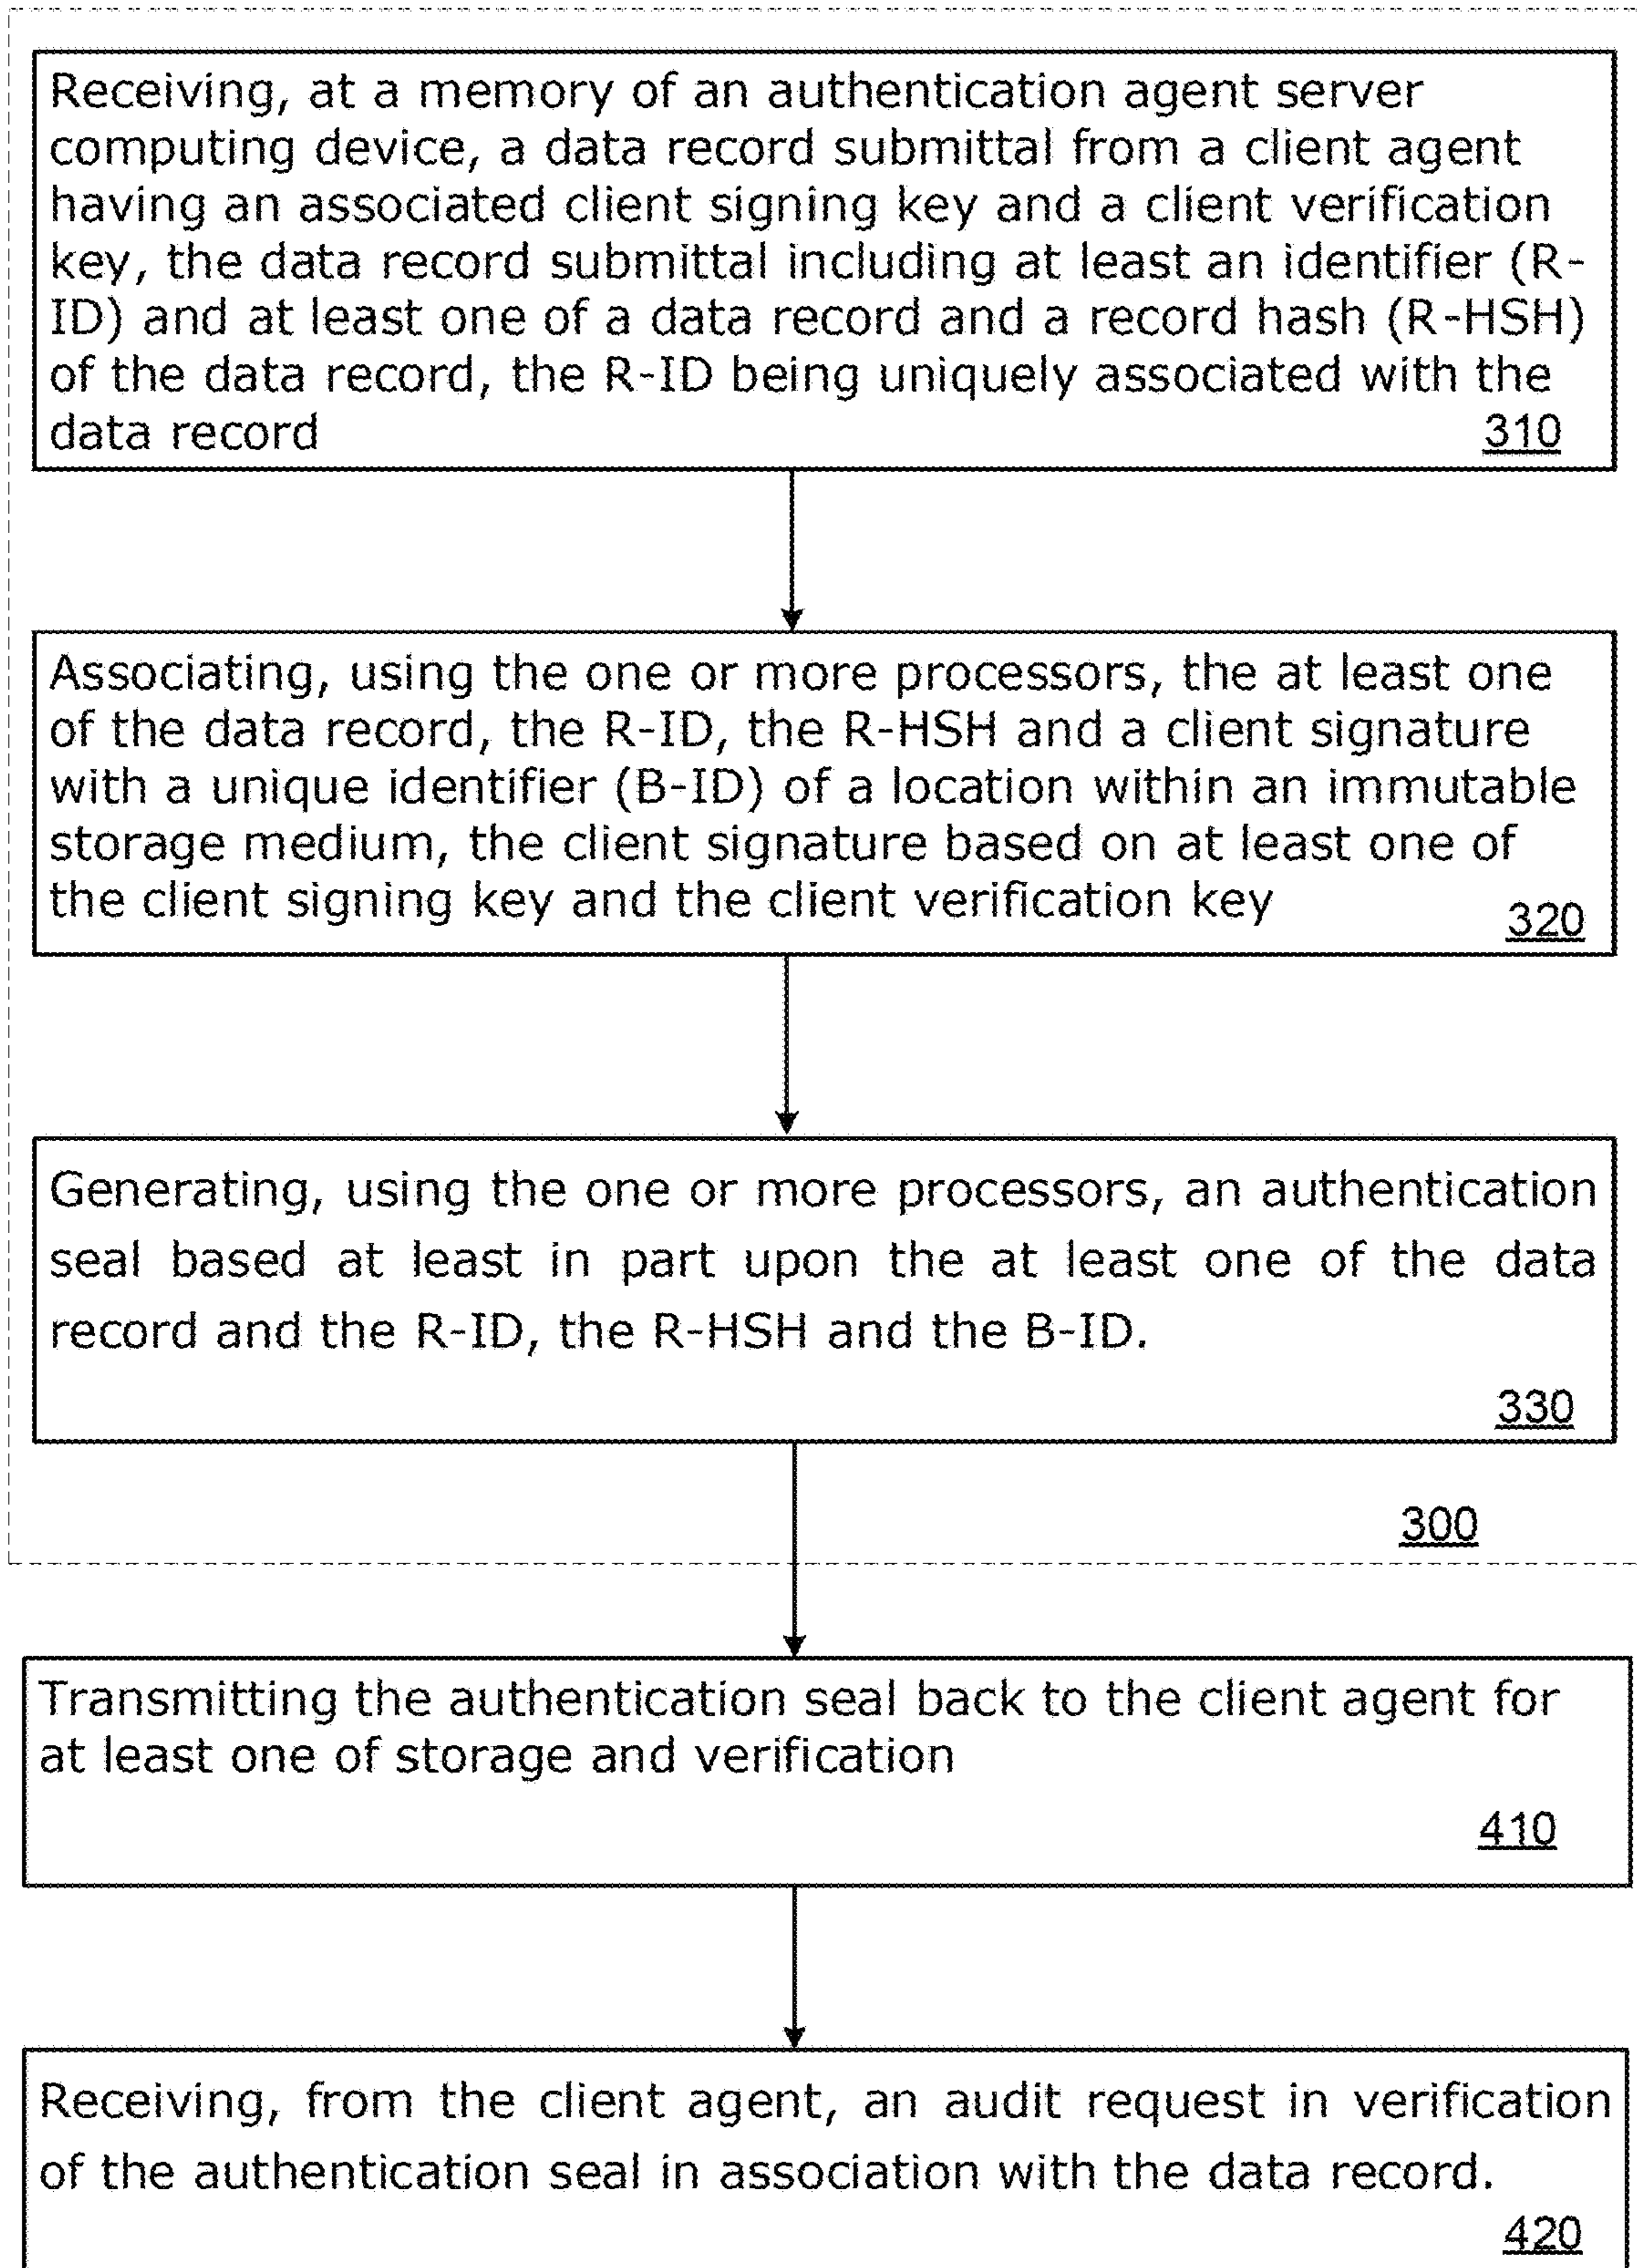 Receiving, at a memory of an authentication agent server
computing device, a data record submittal from a client agent
having an associated client signing key and a client verification
key, the data record submittal including at least an identifier (R-
ID) and at least one of a data record and a record hash (R-HSH)
of the data record, the R-ID being uniquely associated with the
data record 310
Associating, using the one or more processors, the at least one
of the data record, the R-ID, the R-HSH and a client signature
with a unique identifier (B-ID) of a location within an immutable
storage medium, the client signature based on at least one of
the client signing key and the client verification key 320
Generating, using the one or more processors, an authentication
seal based at least in part upon the at least one of the data
record and the R-ID, the R-HSH and the B-ID.
330
300
Transmitting the authentication seal back to the client agent for
at least one of storage and verification
410
Receiving, from the client agent, an audit request in verification
of the authentication seal in association with the data record.
420